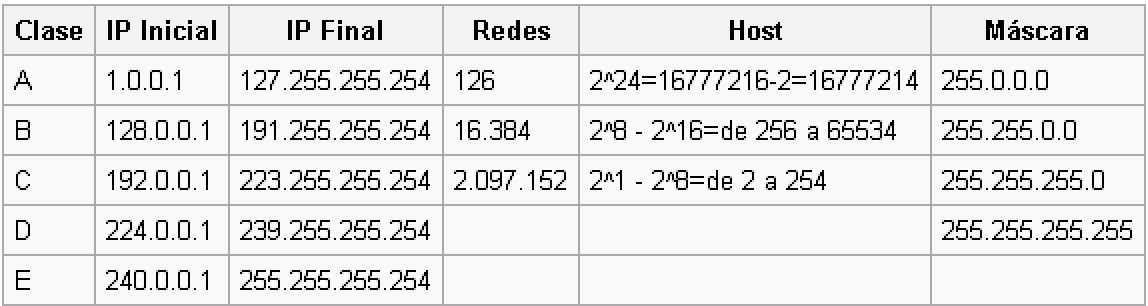 Clase IP Inicial IP Final Redes Host Máscara
A 1.0.0.1 127.255.255.254 126 2^24=16777216-2=16777214 255.0.0.0
B 128.0.0.1 191.255.255.254 16.384 2^8 - 2^16=de 256 a 65534 255.255.0.0
C 192.0.0.1 223.255.255.254 2.097.152 2^1 - 2^8=de 2 a 254 255.255.255.0
D 224.0.0.1 239.255.255.254 255.255.255.255
E 240.0.0.1 255.255.255.254